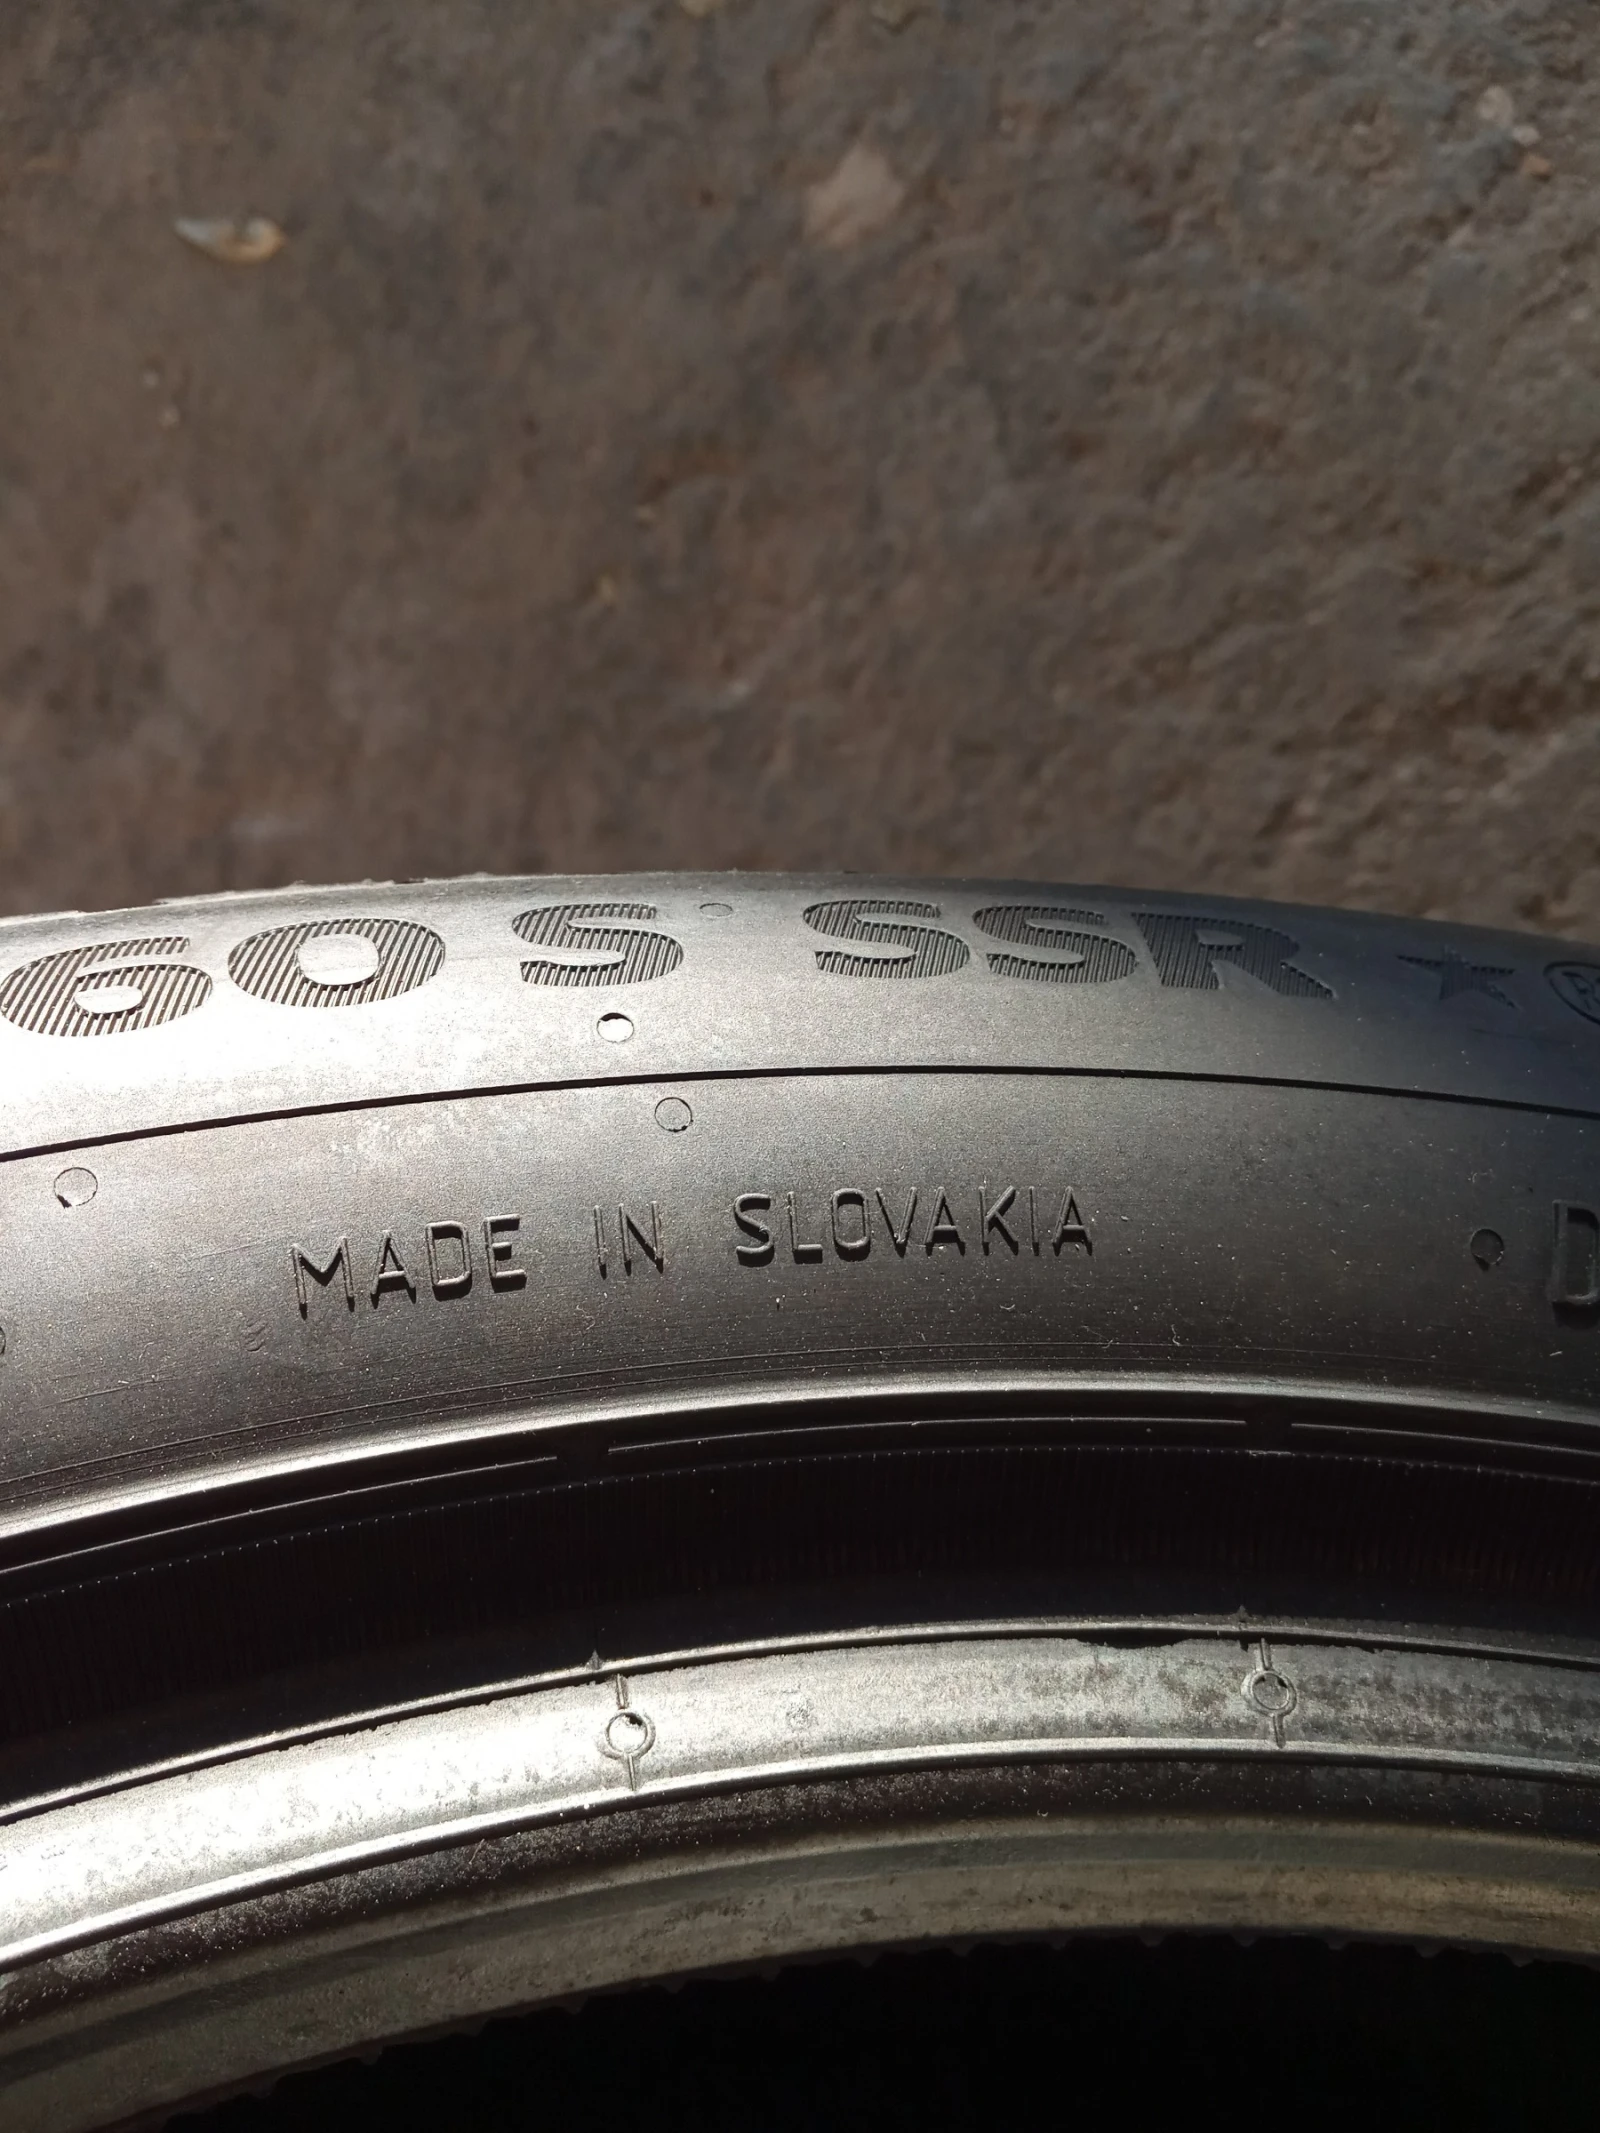 60 S SSR ★ ®
MADE IN SLOVAKIA
D